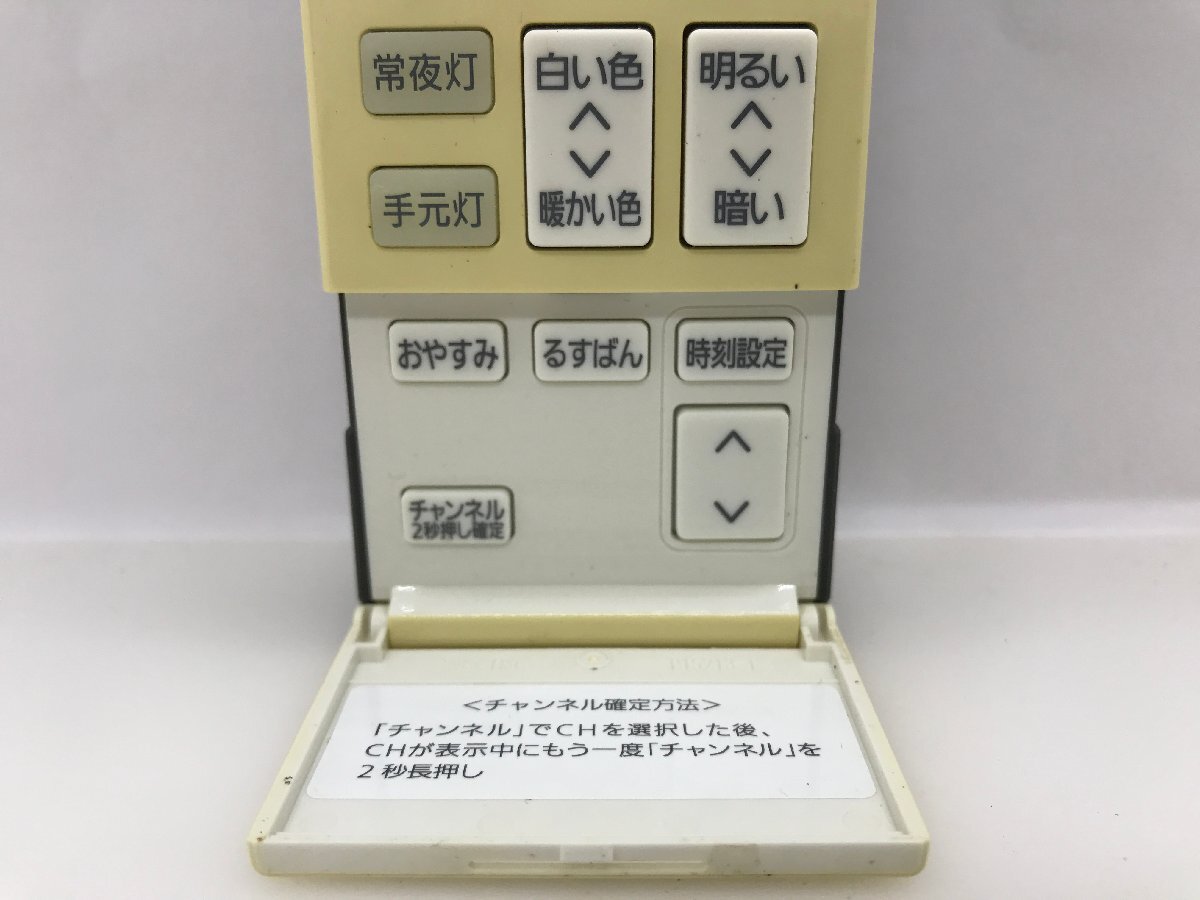 常夜灯
白い色
明るい
手元灯
暖かい色
暗い
おやすみ
るすばん
時刻設定
チャンネル
2秒押し確定
<チャンネル確定方法>
「チャンネル」でCHを選択した後、
CHが表示中にもう一度「チャンネル」を
2秒長押し